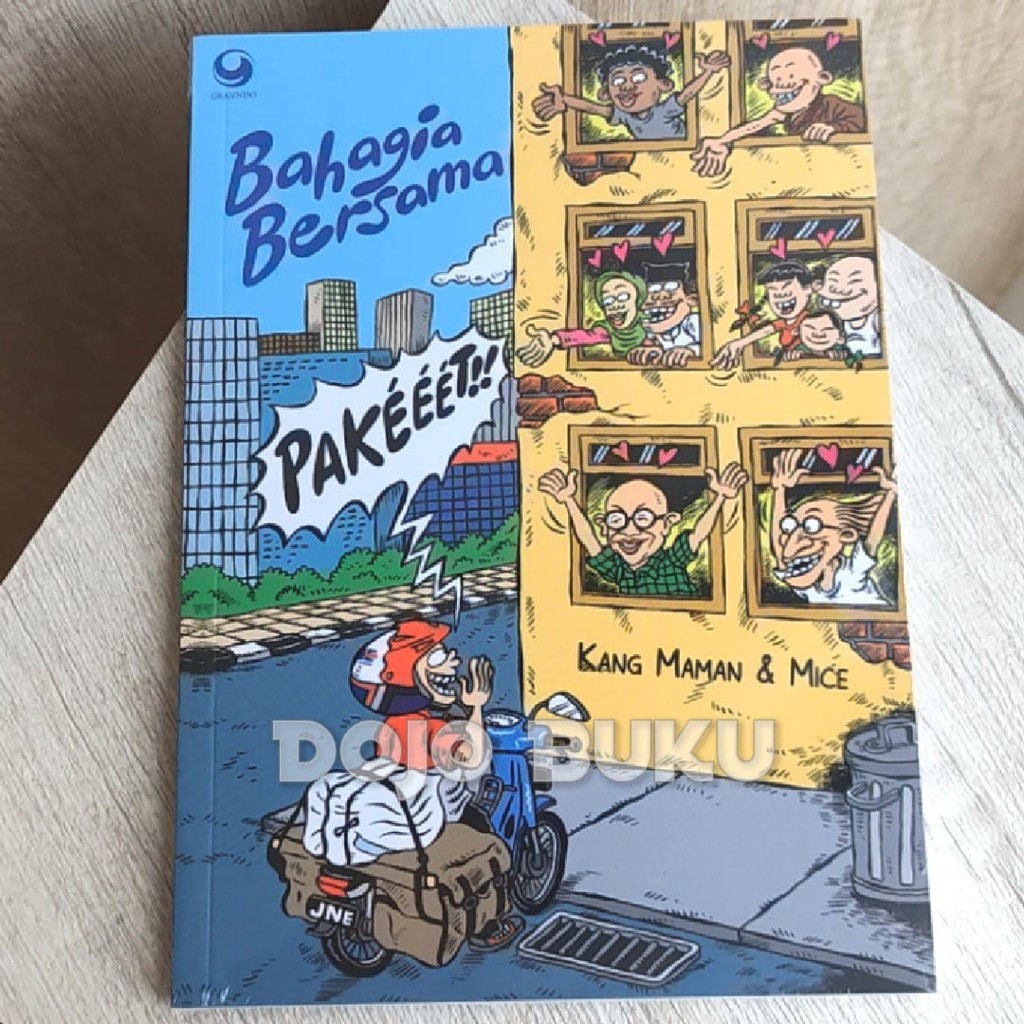 GRASINDO
Bahagia
Bersama
PAKÉÉÉT!!
KANG MAMAN & MICE
DOJO BUKU
JNE